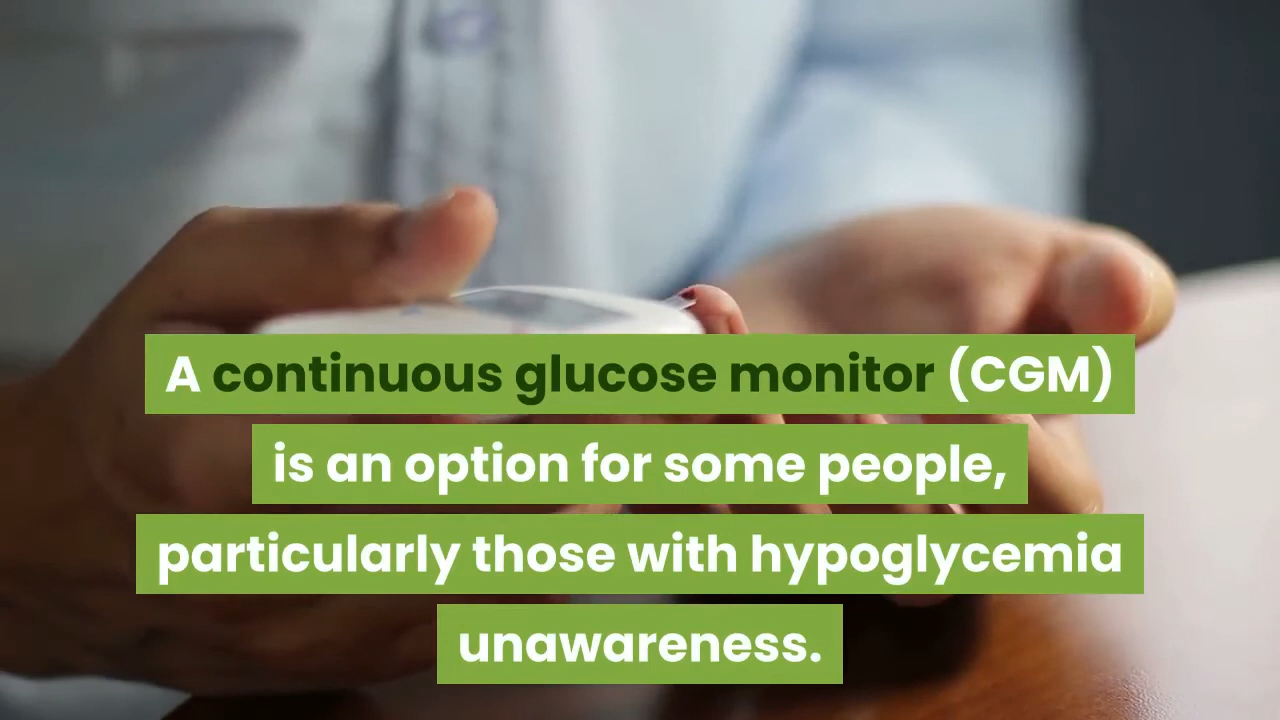 A continuous glucose monitor (CGM)
is an option for some people,
particularly those with hypoglycemia
unawareness.